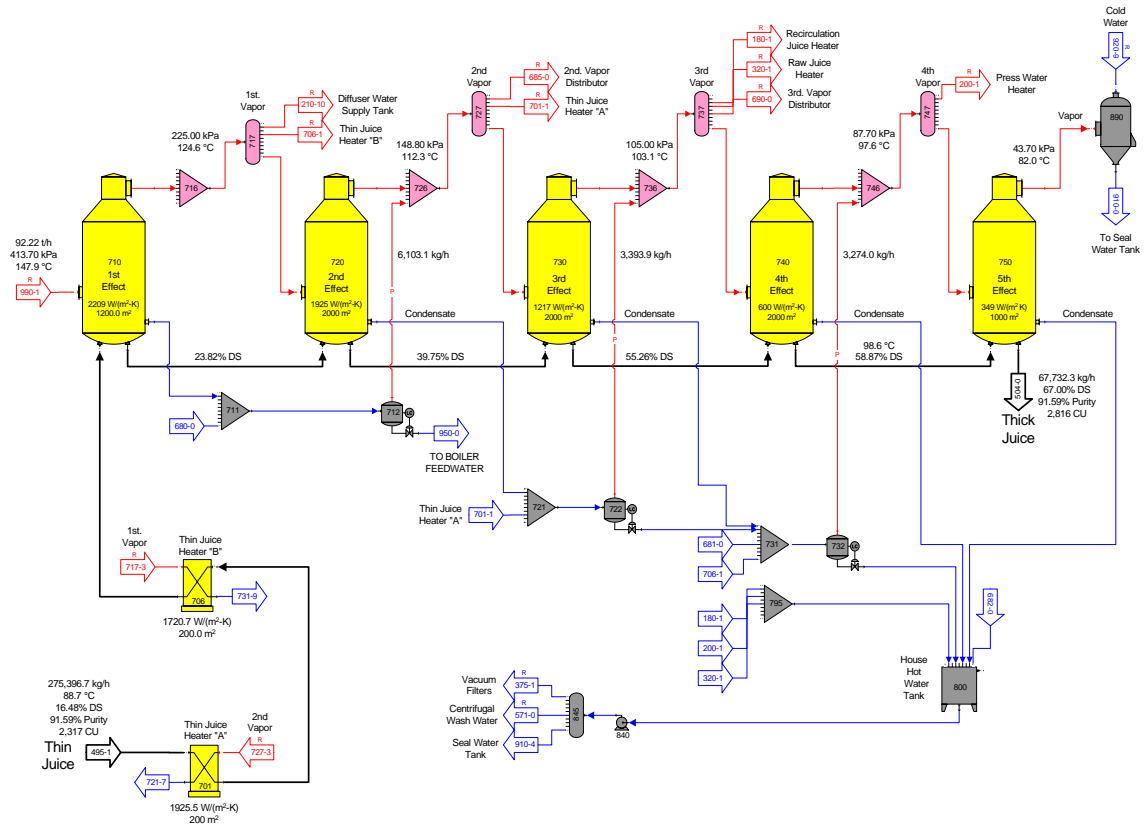 Cold
Water
R
920-9
890
Vapor
43.70 kPa
82.0 °C
910-0
To Seal
Water Tank
R
180-1
Recirculation
Juice Heater
R
320-1
Raw Juice
Heater
R
690-0
3rd. Vapor
Distributor
3rd
Vapor
737
4th
Vapor
747
R
200-1
Press Water
Heater
2nd
Vapor
727
R
685-0
2nd. Vapor
Distributor
R
701-1
Thin Juice
Heater "A"
1st.
Vapor
717
R
210-10
Diffuser Water
Supply Tank
R
706-1
Thin Juice
Heater "B"
225.00 kPa
124.6 °C
716
148.80 kPa
112.3 °C
726
105.00 kPa
103.1 °C
736
87.70 kPa
97.6 °C
746
92.22 t/h
413.70 kPa
147.9 °C
R
990-1
710
1st
Effect
2209 W/(m²-K)
1200.0 m²
720
2nd
Effect
1925 W/(m²-K)
2000 m²
6,103.1 kg/h
P
730
3rd
Effect
1217 W/(m²-K)
2000 m²
3,393.9 kg/h
P
740
4th
Effect
600 W/(m²-K)
2000 m²
3,274.0 kg/h
P
750
5th
Effect
349 W/(m² K)
1000 m²
Condensate
Condensate
Condensate
Condensate
23.82% DS
39.75% DS
55.26% DS
98.6 °C
58.87% DS
504-0
Thick
Juice
67,732.3 kg/h
67.00% DS
91.59% Purity
2,816 CU
711
680-0
712
LC
950-0
TO BOILER
FEEDWATER
Thin Juice
Heater "A"
701-1
721
722
LC
681-0
706-1
731
732
LC
795
180-1
200-1
320-1
682-0
House
Hot
Water
Tank
800
1st.
Vapor
Thin Juice
Heater "B"
R
717-3
706
731-9
1720.7 W/(m²-K)
200.0 m²
275,396.7 kg/h
88.7 °C
16.48% DS
91.59% Purity
2,317 CU
Thin
Juice
495-1
Thin Juice
Heater "A"
2nd
Vapor
R
727-3
721-7
701
1925.5 W/(m²-K)
200 m²
Vacuum
Filters
R
375-1
Centrifugal
Wash Water
R
571-0
Seal Water
Tank
R
910-4
845
840